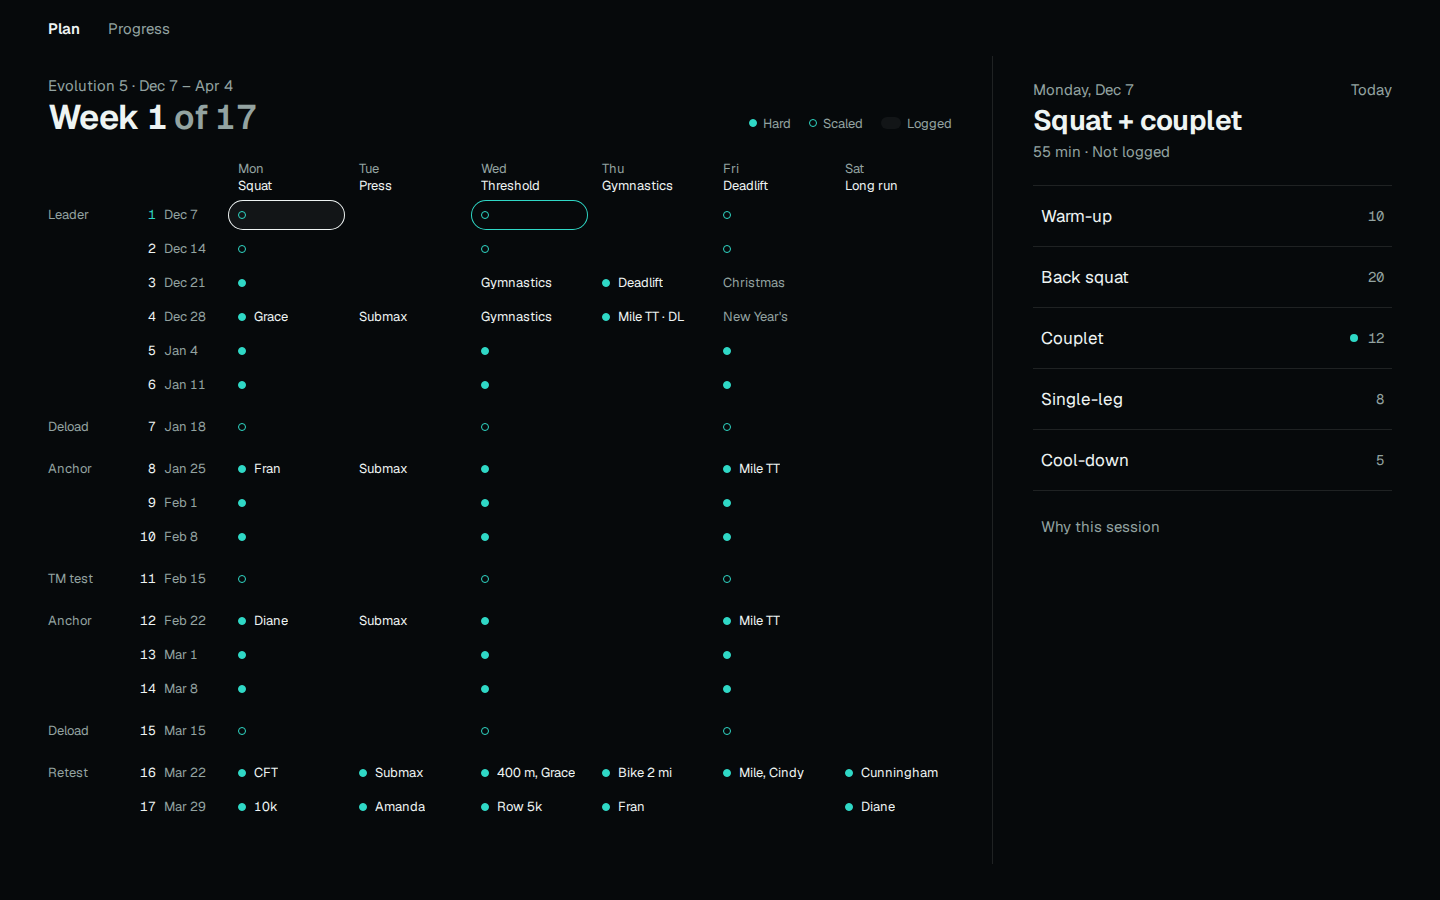 Plan Progress
Evolution 5 · Dec 7 – Apr 4
Week 1 of 17
Hard Scaled Logged
Mon Tue Wed Thu Fri Sat
Squat Press Threshold Gymnastics Deadlift Long run
Leader 1 Dec 7
2 Dec 14
3 Dec 21 Gymnastics Deadlift Christmas
4 Dec 28 Grace Submax Gymnastics Mile TT · DL New Year's
5 Jan 4
6 Jan 11
Deload 7 Jan 18
Anchor 8 Jan 25 Fran Submax Mile TT
9 Feb 1
10 Feb 8
TM test 11 Feb 15
Anchor 12 Feb 22 Diane Submax Mile TT
13 Mar 1
14 Mar 8
Deload 15 Mar 15
Retest 16 Mar 22 CFT Submax 400 m, Grace Bike 2 mi Mile, Cindy Cunningham
17 Mar 29 10k Amanda Row 5k Fran Diane
Monday, Dec 7 Today
Squat + couplet
55 min · Not logged
Warm-up 10
Back squat 20
Couplet 12
Single-leg 8
Cool-down 5
Why this session